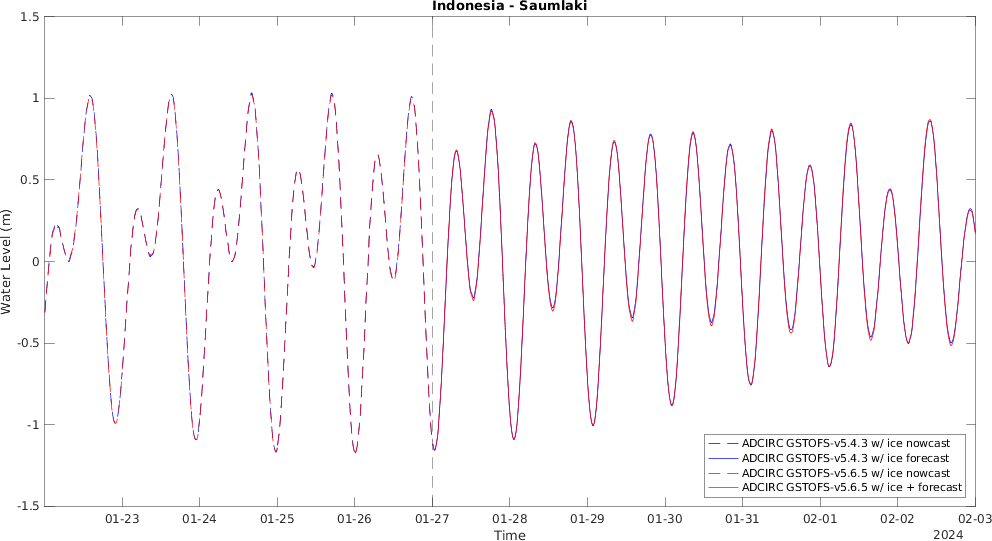 Indonesia - Saumlaki
Water Level (m)
1.5
1
0.5
0
-0.5
-1
-1.5
ADCIRC GSTOFS-v5.4.3 w/ ice nowcast
ADCIRC GSTOFS-v5.4.3 w/ ice forecast
ADCIRC GSTOFS-v5.6.5 w/ ice nowcast
ADCIRC GSTOFS-v5.6.5 w/ ice + forecast
01-23 01-24 01-25 01-26 01-27 01-28 01-29 01-30 01-31 02-01 02-02 02-03
Time
2024